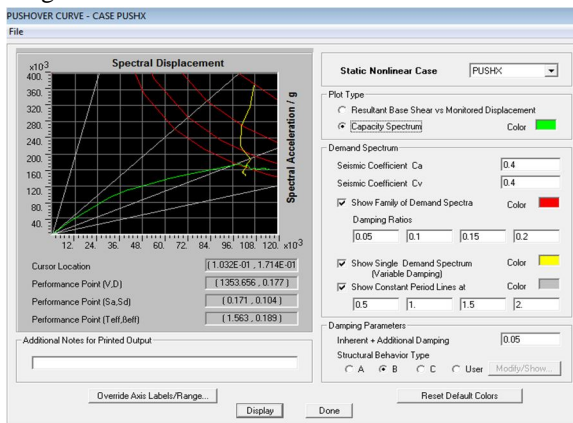 PUSHOVER CURVE - CASE PUSHX
File
Spectral Displacement
x10³
400.
360.
320.
280.
240.
200.
160.
120.
80.
40.
12. 24. 36. 48. 60. 72. 84. 96. 108. 120. x10³
Spectral Acceleration / g
Cursor Location (1.032E-01 , 1.714E-01
Performance Point (V,D) (1353.656 , 0.177 )
Performance Point (Sa,Sd) ( 0.171 , 0.104 )
Performance Point (Teff,ßeff) ( 1.563 , 0.189 )
Additional Notes for Printed Output
Override Axis Labels/Range...
Static Nonlinear Case PUSHX
Plot Type
Resultant Base Shear vs Monitored Displacement
Capacity Spectrum Color
Demand Spectrum
Seismic Coefficient Ca 0.4
Seismic Coefficient Cv 0.4
Show Family of Demand Spectra Color
Damping Ratios
0.05 0.1 0.15 0.2
Show Single Demand Spectrum Color
(Variable Damping)
Show Constant Period Lines at Color
0.5 1. 1.5 2.
Damping Parameters
Inherent + Additional Damping 0.05
Structural Behavior Type
A B C User Modify/Show...
Reset Default Colors
Display Done